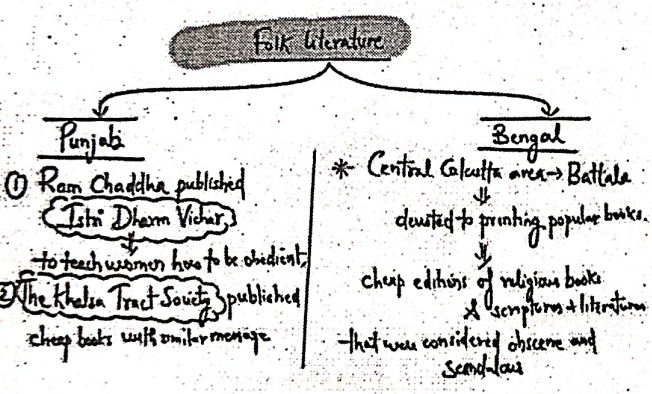 Folk literature
Punjab
① Ram Chaddha published
Istri Dharm Vichar
to teach women how to be obedient.
② The Khalsa Tract Society published
cheap books with similar message
Bengal
* Central Calcutta area → Battala
⇓
devoted to printing popular books.
⇓
cheap editions of religious books
& scriptures + literature
that were considered obscene and
scandalous